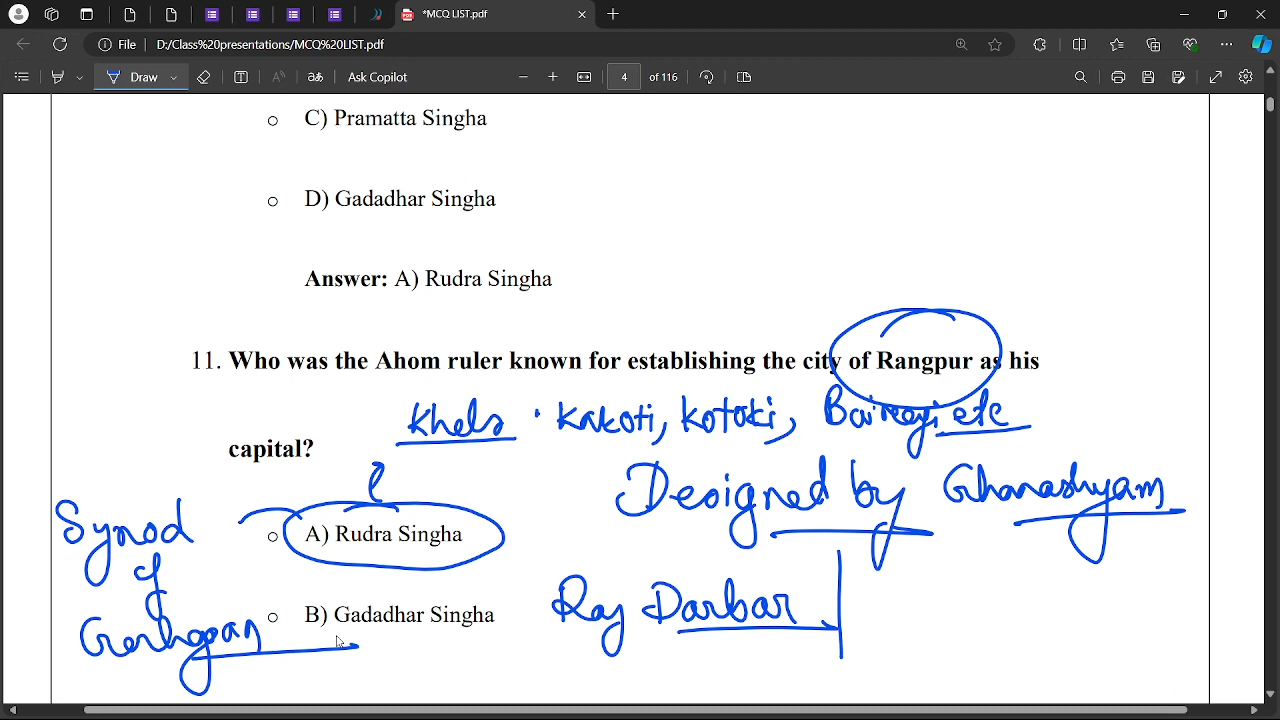 *MCQ LIST.pdf
File D:/Class%20presentations/MCQ%20LIST.pdf
Draw Ask Copilot 4 of 116
C) Pramatta Singha
D) Gadadhar Singha
Answer: A) Rudra Singha
11. Who was the Ahom ruler known for establishing the city of Rangpur as his
Khels · Kakoti, Kotoki, Bairagi etc
capital?
Designed by Ghanashyam
Synod
of
Gerhgaon
A) Rudra Singha
Raj Darbar
B) Gadadhar Singha